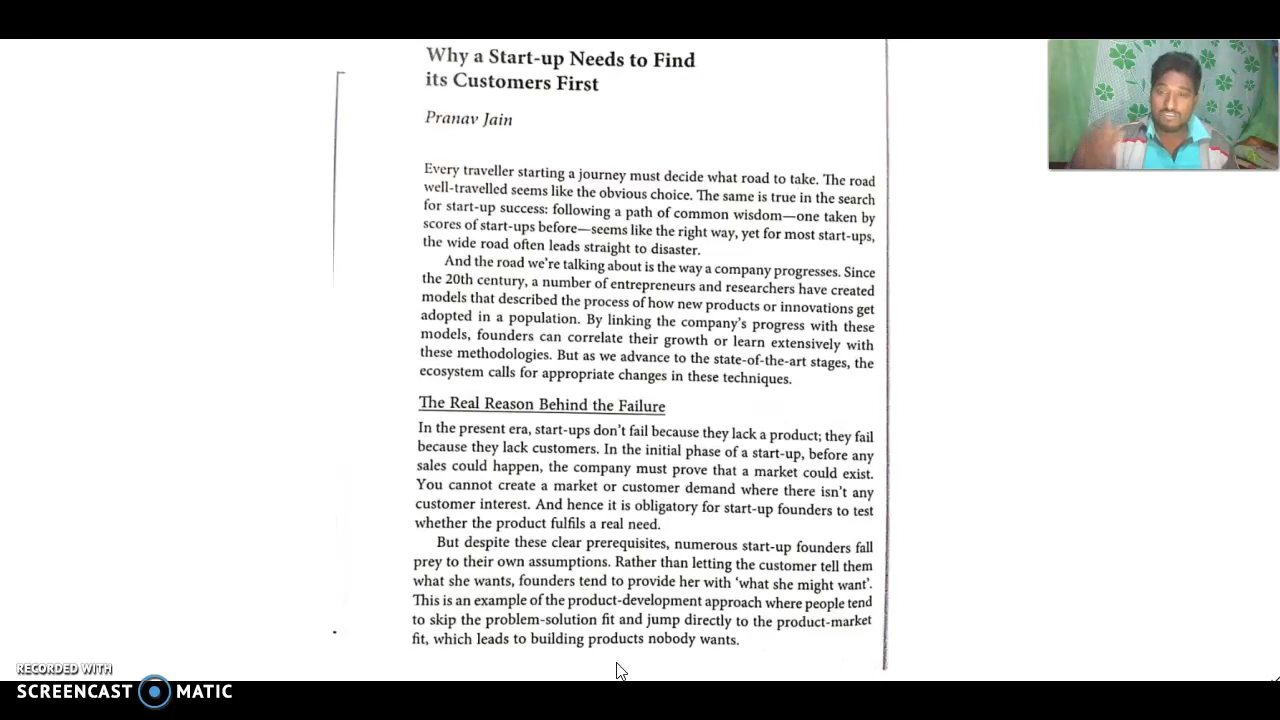 Why a Start-up Needs to Find
its Customers First
Pranav Jain
Every traveller starting a journey must decide what road to take. The road
well-travelled seems like the obvious choice. The same is true in the search
for start-up success: following a path of common wisdom—one taken by
scores of start-ups before—seems like the right way, yet for most start-ups,
the wide road often leads straight to disaster.
And the road we're talking about is the way a company progresses. Since
the 20th century, a number of entrepreneurs and researchers have created
models that described the process of how new products or innovations get
adopted in a population. By linking the company's progress with these
models, founders can correlate their growth or learn extensively with
these methodologies. But as we advance to the state-of-the-art stages, the
ecosystem calls for appropriate changes in these techniques.
The Real Reason Behind the Failure
In the present era, start-ups don't fail because they lack a product; they fail
because they lack customers. In the initial phase of a start-up, before any
sales could happen, the company must prove that a market could exist.
You cannot create a market or customer demand where there isn't any
customer interest. And hence it is obligatory for start-up founders to test
whether the product fulfils a real need.
But despite these clear prerequisites, numerous start-up founders fall
prey to their own assumptions. Rather than letting the customer tell them
what she wants, founders tend to provide her with 'what she might want'.
This is an example of the product-development approach where people tend
to skip the problem-solution fit and jump directly to the product-market
fit, which leads to building products nobody wants.
RECORDED WITH
SCREENCAST MATIC